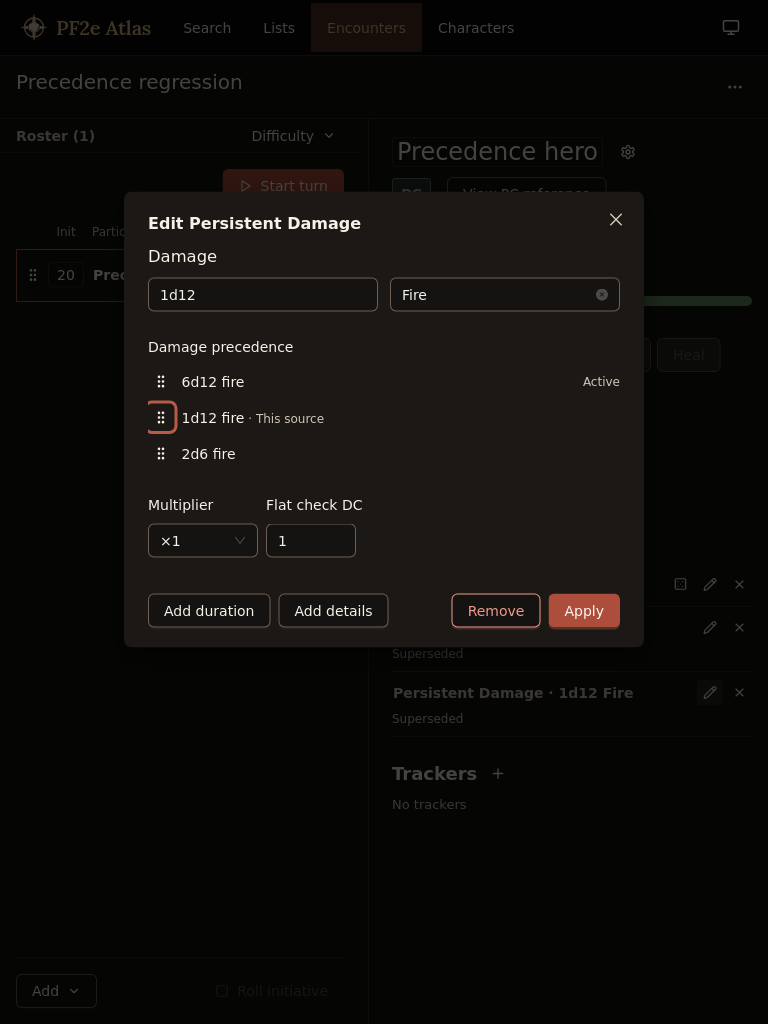 PF2e Atlas
Search
Lists
Encounters
Characters
Precedence regression
Roster (1)
Difficulty
Start turn
Init
20
Precedence hero
View PC reference
Heal
Edit Persistent Damage
Damage
1d12
Fire
Damage precedence
6d12 fire
Active
1d12 fire · This source
2d6 fire
Multiplier
Flat check DC
×1
1
Add duration
Add details
Remove
Apply
Superseded
Persistent Damage · 1d12 Fire
Superseded
Trackers
No trackers
Add
Roll initiative